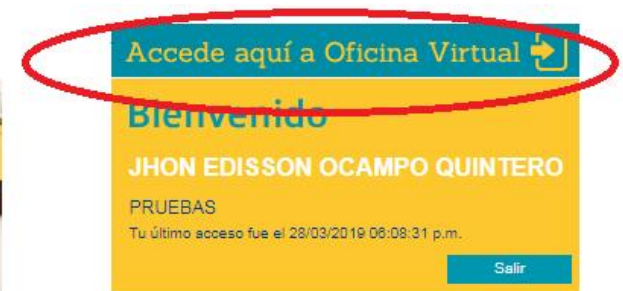 Accede aquí a Oficina Virtual
Bienvenido
JHON EDISSON OCAMPO QUINTERO
PRUEBAS
Tu último acceso fue el 28/03/2019 06:08:31 p.m.
Salir